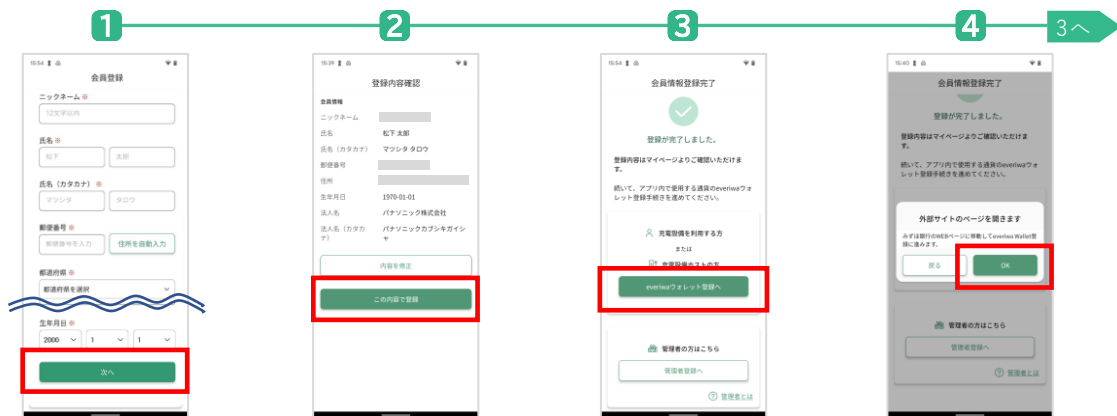 1
2
3
4
3へ
15:54
会員登録
ニックネーム ※
12文字以内
氏名 ※
松下
太郎
氏名（カタカナ） ※
マツシタ
タロウ
郵便番号 ※
郵便番号を入力
住所を自動入力
都道府県 ※
都道府県を選択
生年月日 ※
2000
1
1
次へ
15:39
登録内容確認
会員情報
ニックネーム
氏名
松下 太郎
氏名（カタカナ）
マツシタ タロウ
郵便番号
住所
生年月日
1970-01-01
法人名
パナソニック株式会社
法人名（カタカ
ナ）
パナソニックカブシキガイシ
ャ
内容を修正
この内容で登録
15:54
会員情報登録完了
登録が完了しました。
登録内容はマイページよりご確認いただけま
す。
続いて、アプリ内で使用する通貨のeveriwaウォ
レット登録手続きを進めてください。
充電設備を利用する方
または
充電設備ホストの方
everiwaウォレット登録へ
管理者の方はこちら
管理者登録へ
管理者とは
15:40
会員情報登録完了
登録が完了しました。
登録内容はマイページよりご確認いただけま
す。
続いて、アプリ内で使用する通貨のeveriwaウォ
レット登録手続きを進めてください。
外部サイトのページを開きます
みずほ銀行のWEBページに移動してeveriwa Wallet登
録に進みます。
戻る
OK
管理者の方はこちら
管理者登録へ
管理者とは